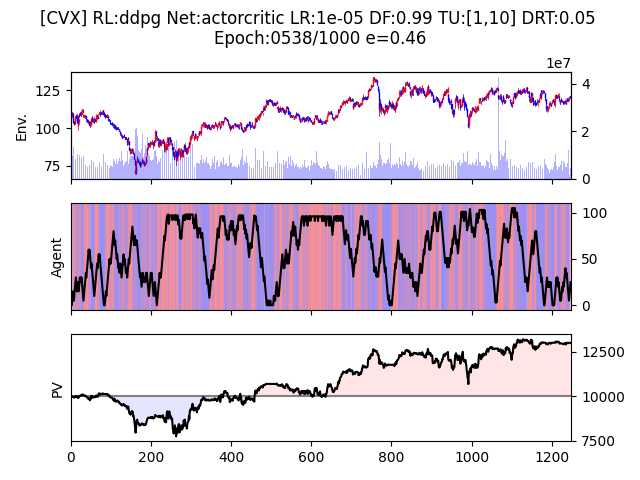 [CVX] RL:ddpg Net:actorcritic LR:1e-05 DF:0.99 TU:[1,10] DRT:0.05
Epoch:0538/1000 e=0.46
1e7
125
100
75
Env.
4
2
0
Agent
100
50
0
PV
12500
10000
7500
0 200 400 600 800 1000 1200